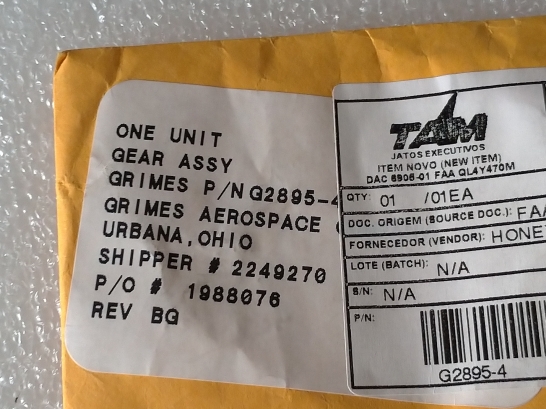 ONE UNIT
GEAR ASSY
GRIMES P/N G2895-4
GRIMES AEROSPACE
URBANA, OHIO
SHIPPER # 2249270
P/O # 1988076
REV BG
TAM
JATOS EXECUTIVOS
ITEM NOVO (NEW ITEM)
DAC 6906-01 FAA QL4Y470M
QTY: 01 /01EA
DOC. ORIGEM (SOURCE DOC.): FAA
FORNECEDOR (VENDOR): HONE
LOTE (BATCH): N/A
S/N: N/A
P/N:
G2895-4